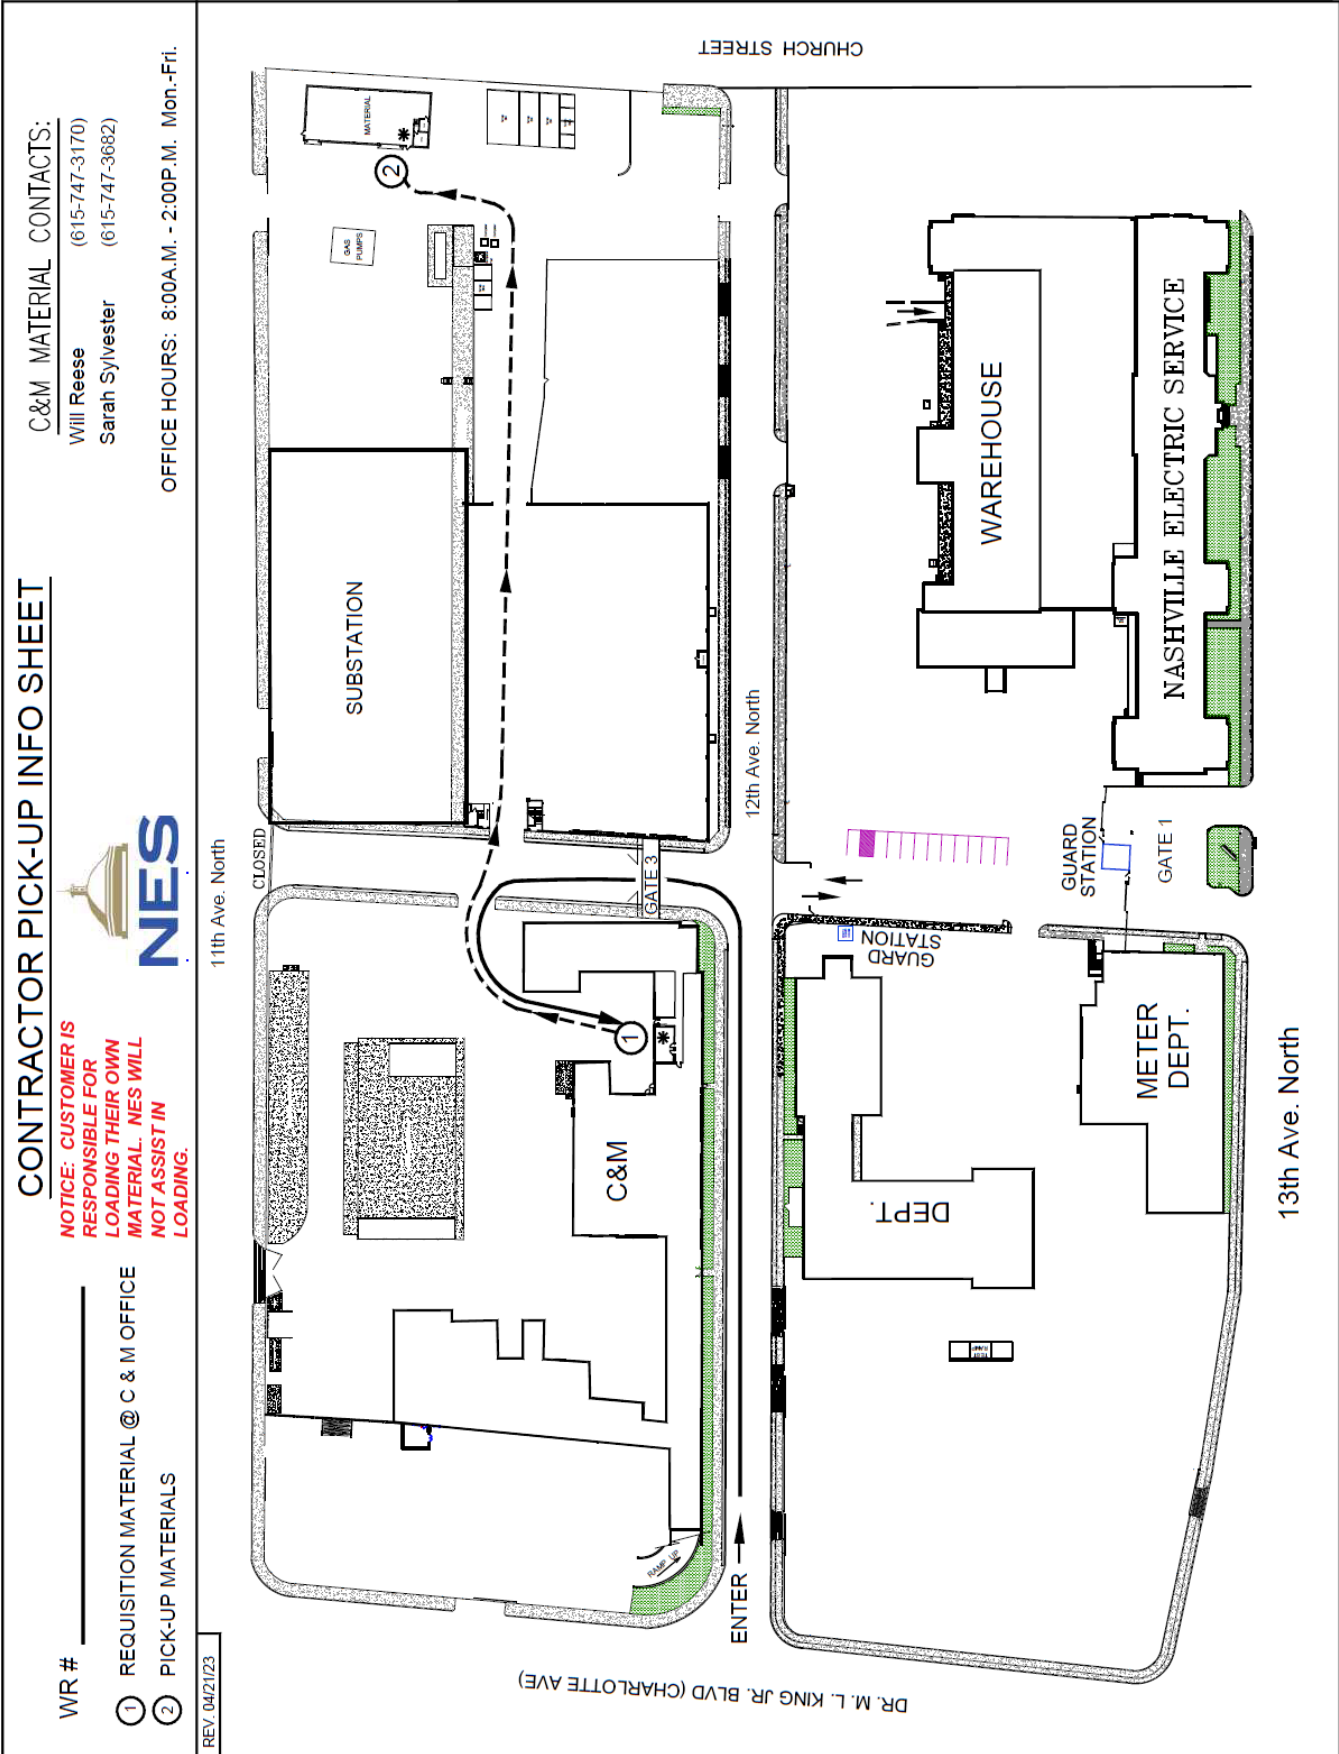 CONTRACTOR PICK-UP INFO SHEET
WR #
1 REQUISITION MATERIAL @ C & M OFFICE
2 PICK-UP MATERIALS
NOTICE: CUSTOMER IS
RESPONSIBLE FOR
LOADING THEIR OWN
MATERIAL. NES WILL
NOT ASSIST IN
LOADING.
NES
C&M MATERIAL CONTACTS:
Will Reese (615-747-3170)
Sarah Sylvester (615-747-3682)
OFFICE HOURS: 8:00A.M. - 2:00P.M. Mon.-Fri.
REV. 04/21/23
11th Ave. North
CLOSED
SUBSTATION
GAS
PUMPS
MATERIAL
2
CHURCH STREET
1
C&M
GATE 3
RAMP UP
ENTER
12th Ave. North
DR. M. L. KING JR. BLVD (CHARLOTTE AVE)
GUARD
STATION
DEPT.
METER
DEPT.
GUARD
STATION
GATE 1
WAREHOUSE
NASHVILLE ELECTRIC SERVICE
13th Ave. North